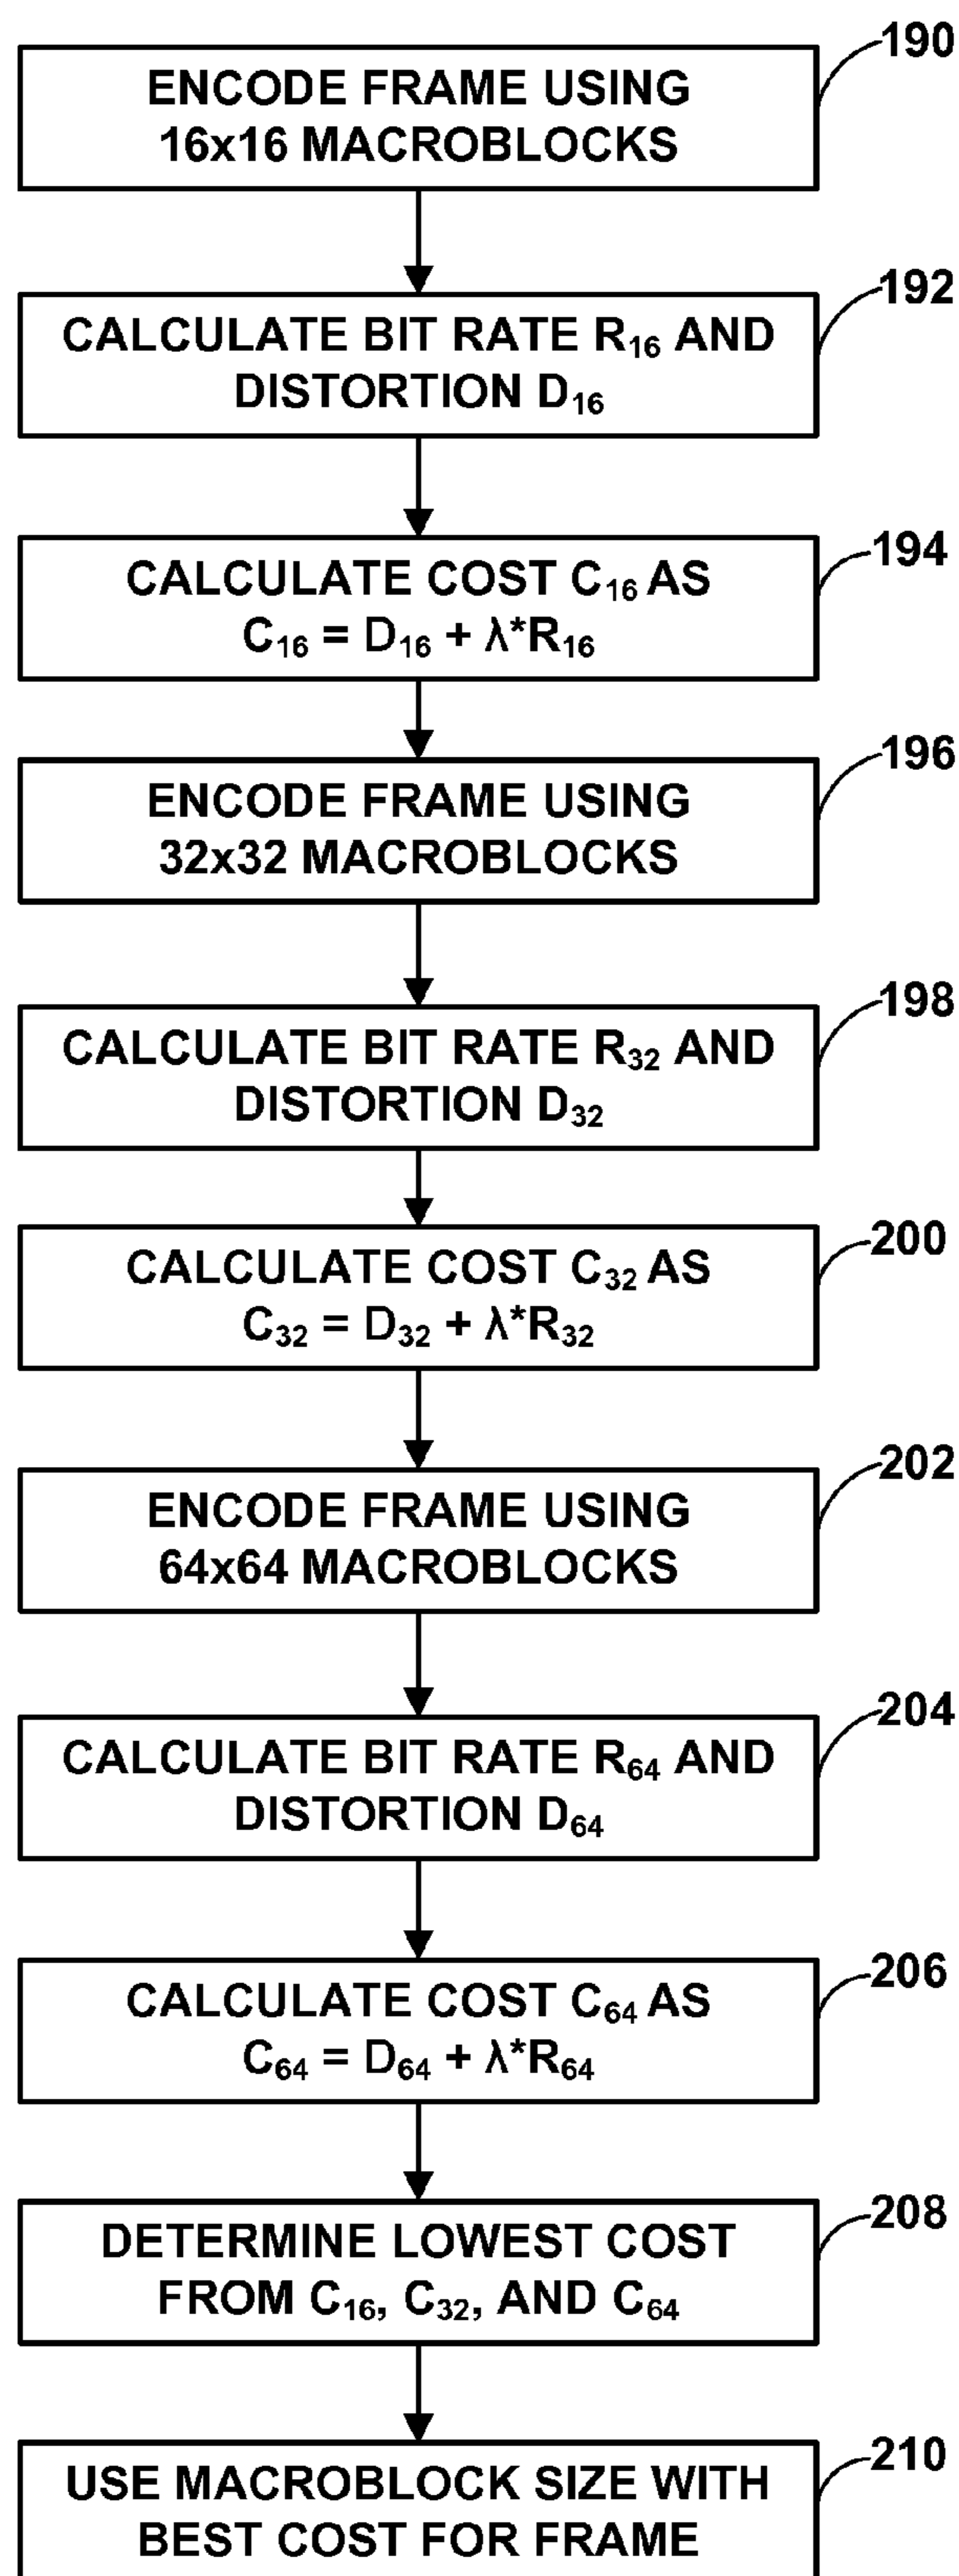 190
ENCODE FRAME USING
16x16 MACROBLOCKS
192
CALCULATE BIT RATE R₁₆ AND
DISTORTION D₁₆
194
CALCULATE COST C₁₆ AS
C₁₆ = D₁₆ + λ*R₁₆
196
ENCODE FRAME USING
32x32 MACROBLOCKS
198
CALCULATE BIT RATE R₃₂ AND
DISTORTION D₃₂
200
CALCULATE COST C₃₂ AS
C₃₂ = D₃₂ + λ*R₃₂
202
ENCODE FRAME USING
64x64 MACROBLOCKS
204
CALCULATE BIT RATE R₆₄ AND
DISTORTION D₆₄
206
CALCULATE COST C₆₄ AS
C₆₄ = D₆₄ + λ*R₆₄
208
DETERMINE LOWEST COST
FROM C₁₆, C₃₂, AND C₆₄
210
USE MACROBLOCK SIZE WITH
BEST COST FOR FRAME